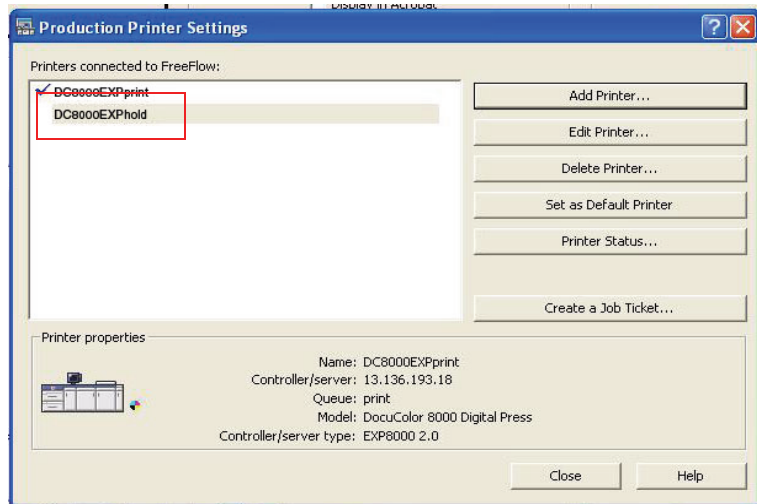 Display in Acrobat
Production Printer Settings
Printers connected to FreeFlow:
DC8000EXPprint
DC8000EXPhold
Add Printer...
Edit Printer...
Delete Printer...
Set as Default Printer
Printer Status...
Create a Job Ticket...
Printer properties
Name: DC8000EXPprint
Controller/server: 13.136.193.18
Queue: print
Model: DocuColor 8000 Digital Press
Controller/server type: EXP8000 2.0
Close
Help